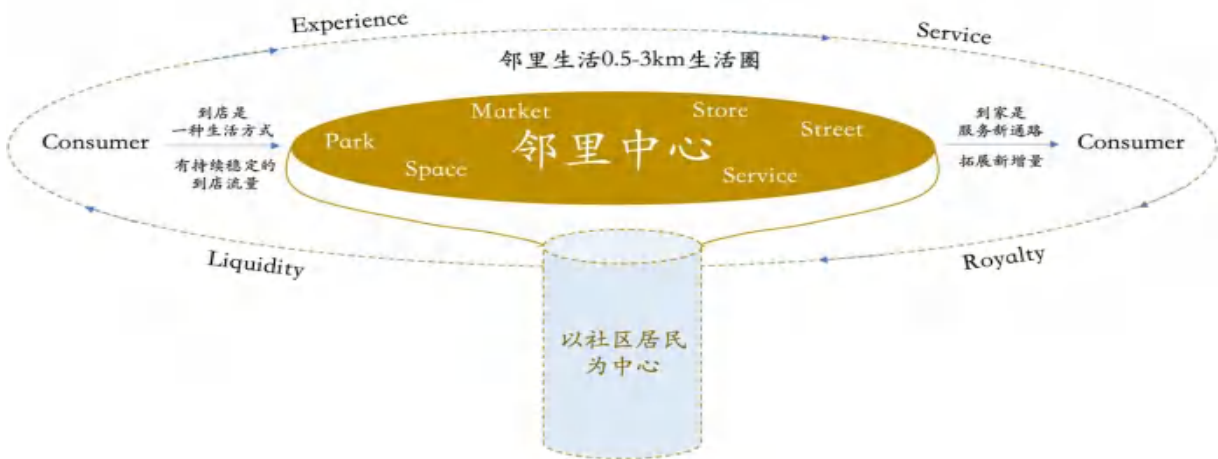 Experience
Service
邻里生活0.5-3km生活圈
Consumer
到店是
一种生活方式
有持续稳定的
到店流量
Market
Store
Park
Street
邻里中心
Space
Service
到家是
服务新通路
拓展新增量
Consumer
Liquidity
Royalty
以社区居民
为中心